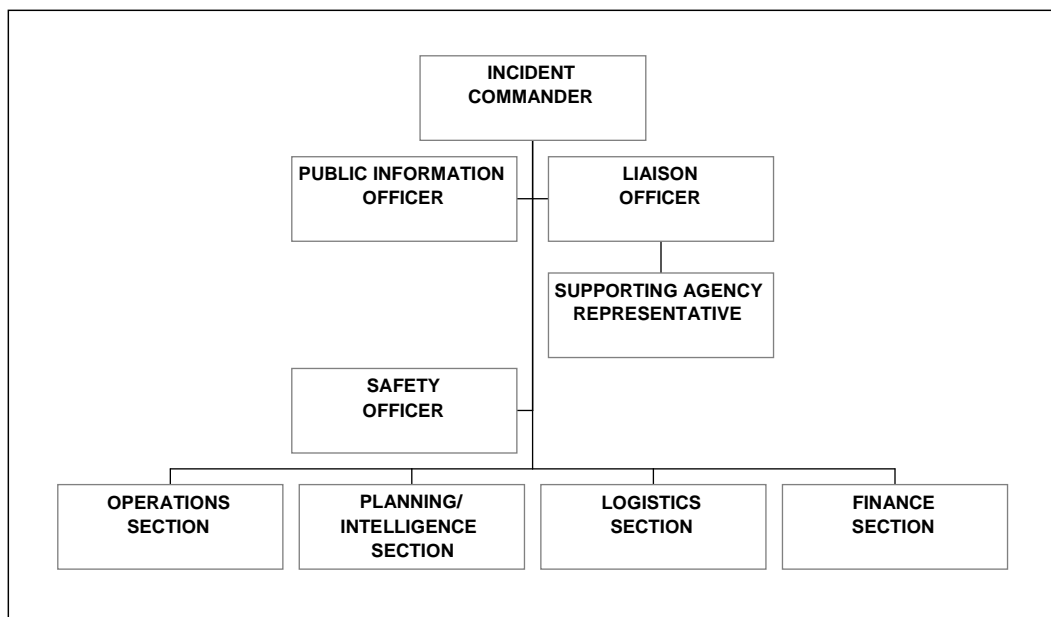 INCIDENT
COMMANDER
PUBLIC INFORMATION
OFFICER
LIAISON
OFFICER
SUPPORTING AGENCY
REPRESENTATIVE
SAFETY
OFFICER
OPERATIONS
SECTION
PLANNING/
INTELLIGENCE
SECTION
LOGISTICS
SECTION
FINANCE
SECTION